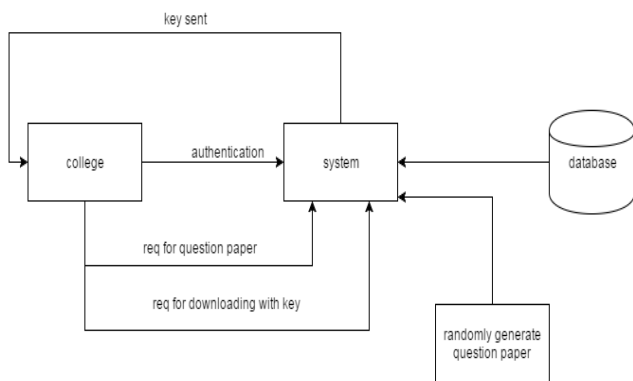 key sent
college
authentication
system
database
req for question paper
req for downloading with key
randomly generate
question paper